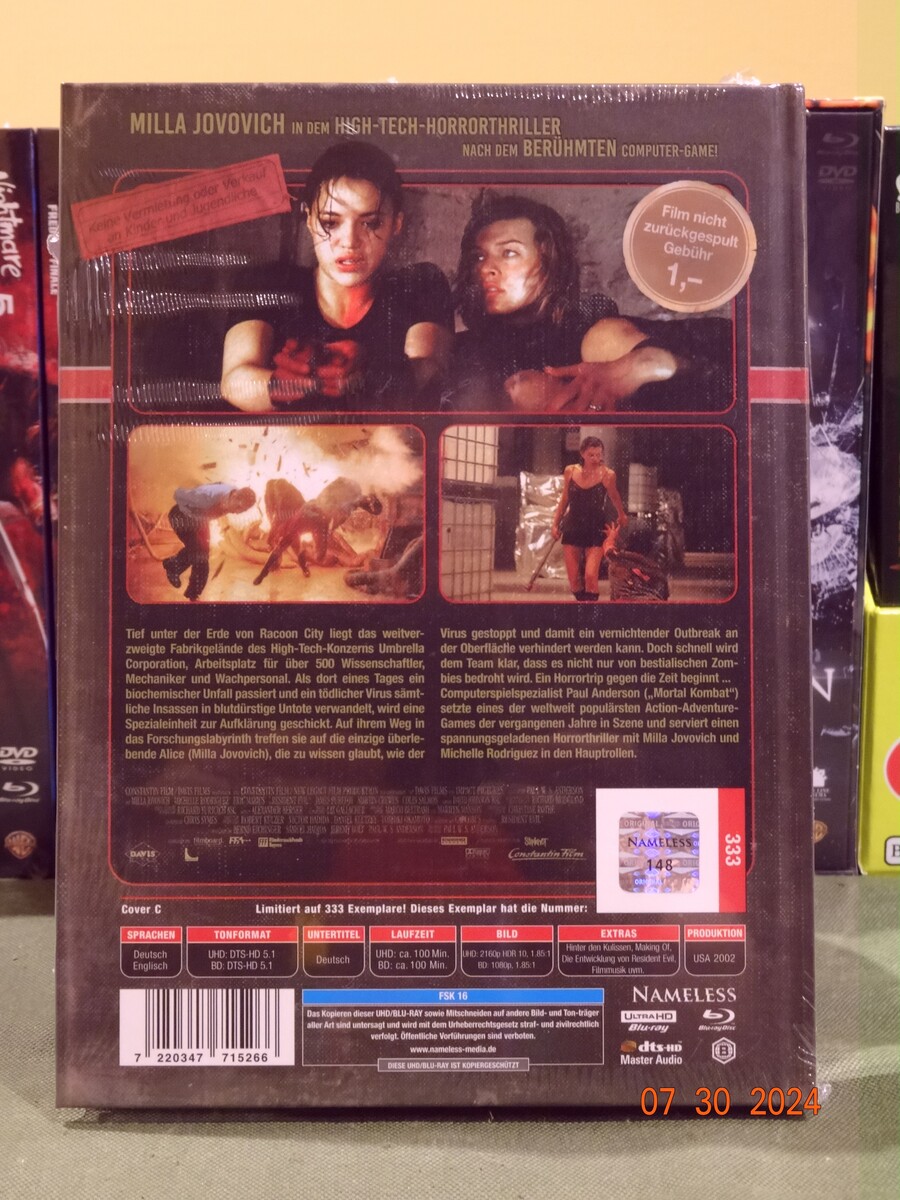 MILLA JOVOVICH IN DEM HIGH-TECH-HORRORTHRILLER
NACH DEM BERÜHMTEN COMPUTER-GAME!
Keine Vermietung oder Verkauf
an Kinder und Jugendliche
Film nicht
zurückgespult
Gebühr
1,–
Nightmare 5
FINALE
DVD
VIDEO
Tief unter der Erde von Racoon City liegt das weitver-
zweigte Fabrikgelände des High-Tech-Konzerns Umbrella
Corporation, Arbeitsplatz für über 500 Wissenschaftler,
Mechaniker und Wachpersonal. Als dort eines Tages ein
biochemischer Unfall passiert und ein tödlicher Virus sämt-
liche Insassen in blutdürstige Untote verwandelt, wird eine
Spezialeinheit zur Aufklärung geschickt. Auf ihrem Weg in
das Forschungslabyrinth treffen sie auf die einzige überle-
bende Alice (Milla Jovovich), die zu wissen glaubt, wie der
Virus gestoppt und damit ein vernichtender Outbreak an
der Oberfläche verhindert werden kann. Doch schnell wird
dem Team klar, dass es nicht nur von bestialischen Zom-
bies bedroht wird. Ein Horrortrip gegen die Zeit beginnt ...
Computerspielspezialist Paul Anderson („Mortal Kombat“)
setzte eines der weltweit populärsten Action-Adventure-
Games der vergangenen Jahre in Szene und serviert einen
spannungsgeladenen Horrorthriller mit Milla Jovovich und
Michelle Rodriguez in den Hauptrollen.
DAVIS
Constantin Film
ORIGINAL
NAMELESS
148
333
Cover C
Limitiert auf 333 Exemplare! Dieses Exemplar hat die Nummer:
SPRACHEN
Deutsch
Englisch
TONFORMAT
UHD: DTS-HD 5.1
BD: DTS-HD 5.1
UNTERTITEL
Deutsch
LAUFZEIT
UHD: ca. 100 Min.
BD: ca. 100 Min.
BILD
UHD: 2160p HDR 10, 1.85:1
BD: 1080p, 1.85:1
EXTRAS
Hinter den Kulissen, Making Of,
Die Entwicklung von Resident Evil,
Filmmusik uvm.
PRODUKTION
USA 2002
7 220347 715266
FSK 16
Das Kopieren dieser UHD/BLU-RAY sowie Mitschneiden auf andere Bild- und Ton-träger
aller Art sind untersagt und wird mit dem Urheberrechtsgesetz straf- und zivilrechtlich
verfolgt. Öffentliche Vorführungen sind verboten.
www.nameless-media.de
DIESE UHD/BLU-RAY IST KOPIERGESCHÜTZT
NAMELESS
ULTRA HD
Blu-ray
Blu-ray Disc
dts-HD
Master Audio
B
07 30 2024